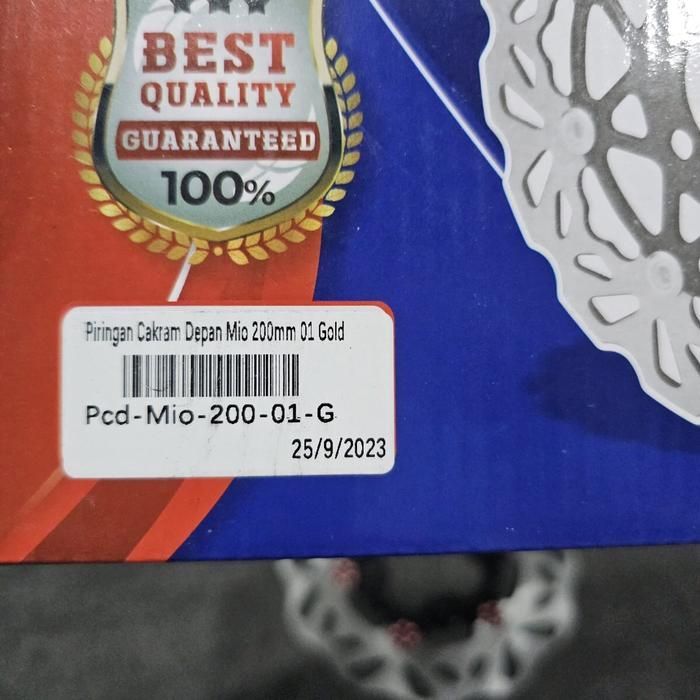 BEST
QUALITY
GUARANTEED
100%
Piringan Cakram Depan Mio 200mm 01 Gold
Pcd-Mio-200-01-G
25/9/2023